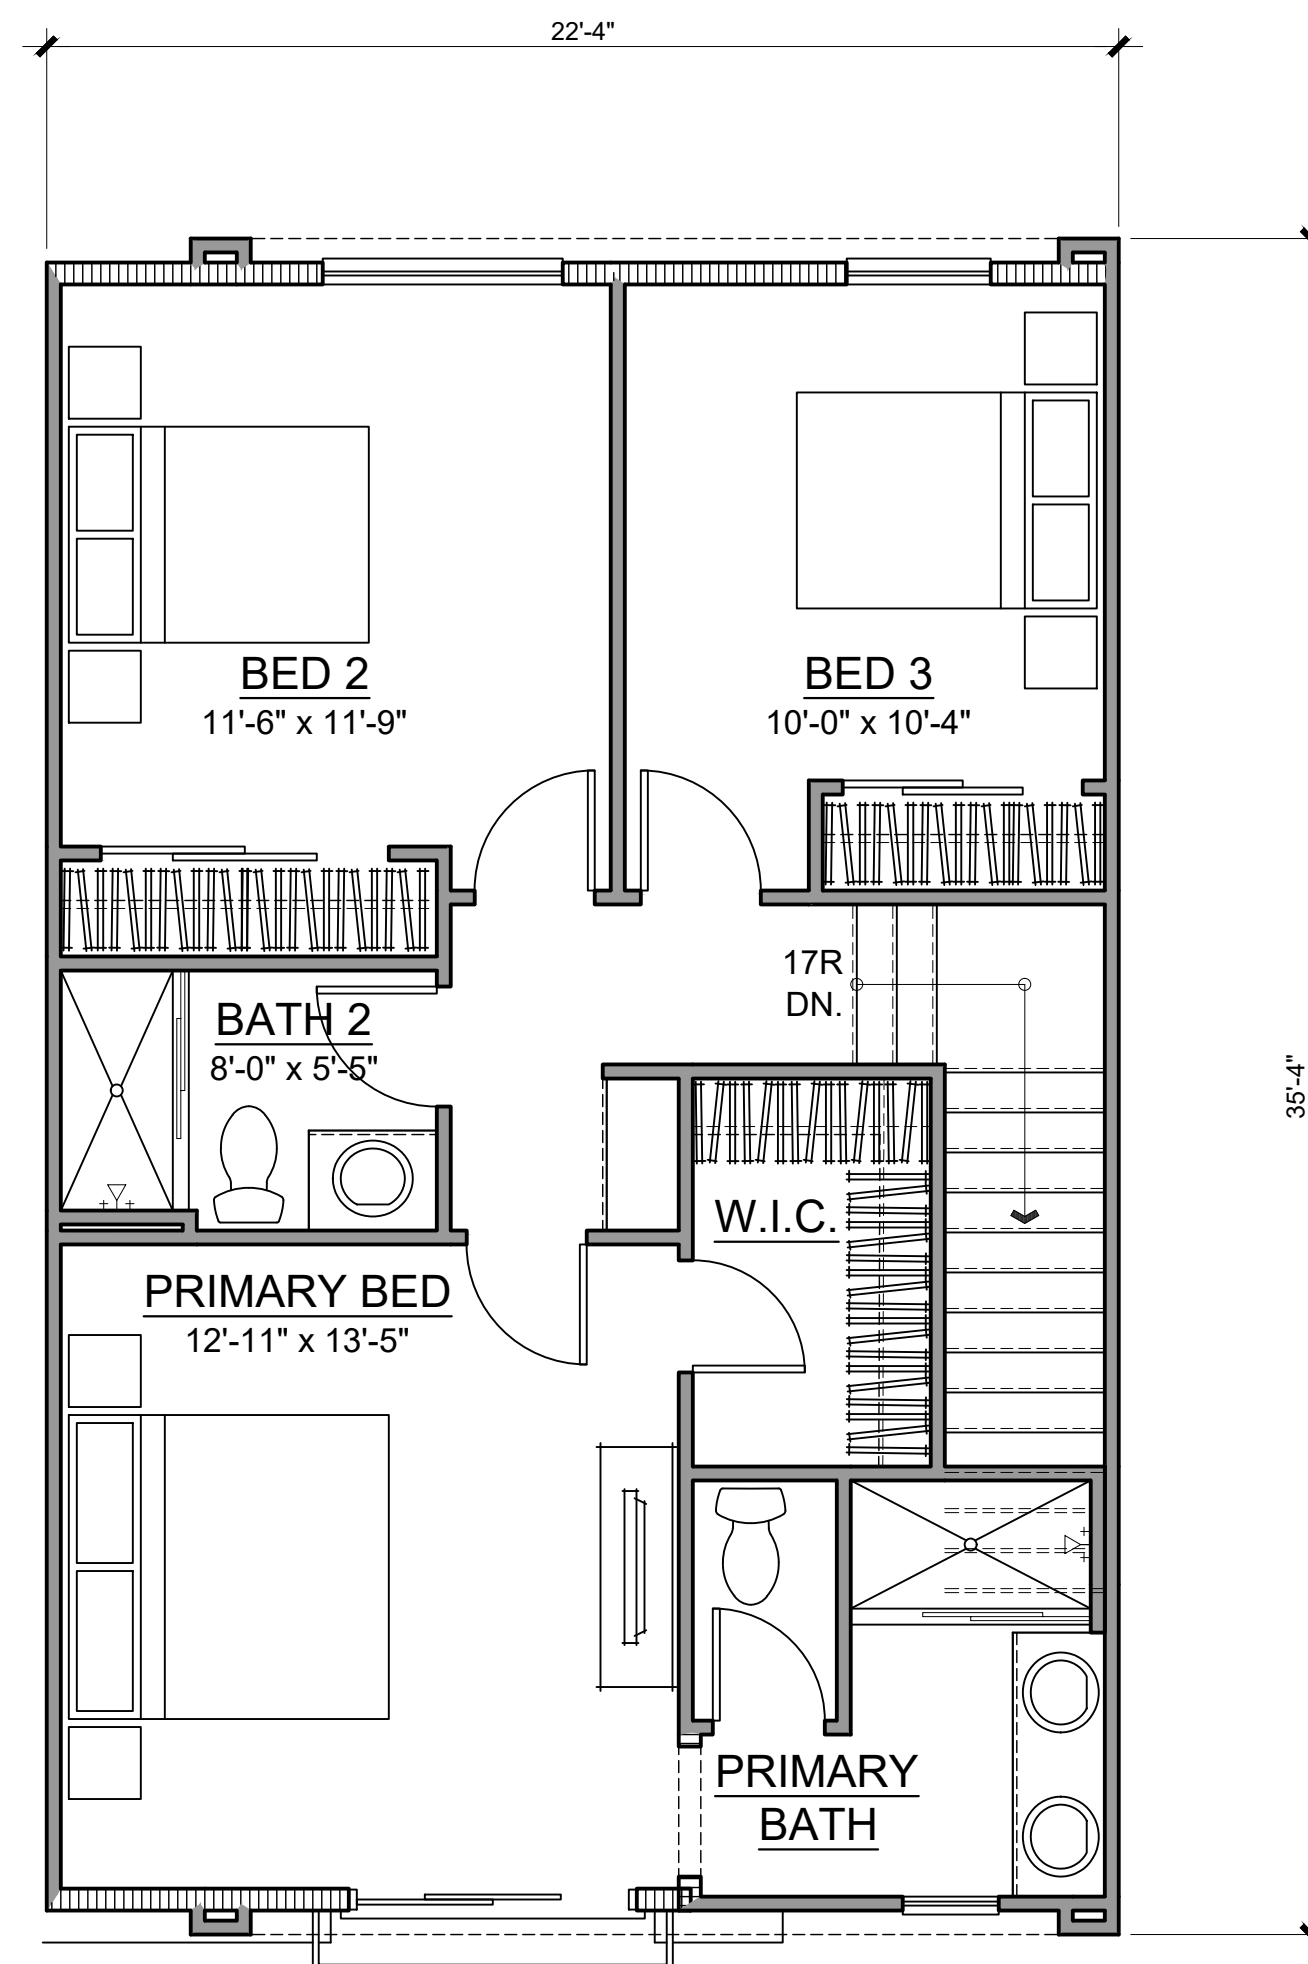 22'-4"
BED 2
11'-6" x 11'-9"
BED 3
10'-0" x 10'-4"
17R
DN.
BATH 2
8'-0" x 5'-5"
35'-4"
W.I.C.
PRIMARY BED
12'-11" x 13'-5"
PRIMARY
BATH